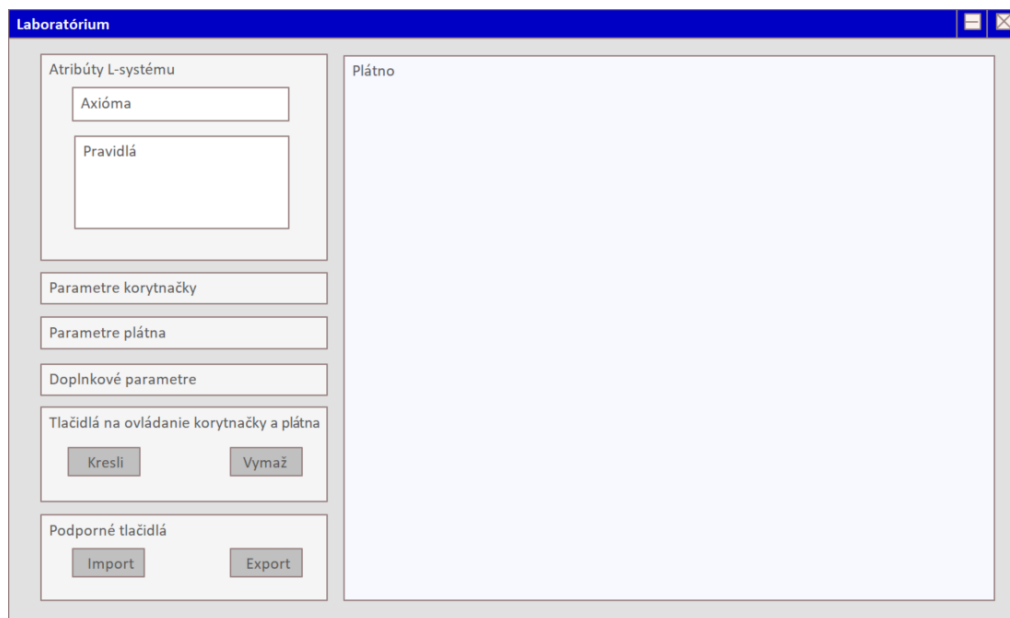 Laboratórium
Atribúty L-systému
Axióma
Pravidlá
Parametre korytnačky
Parametre plátna
Doplnkové parametre
Tlačidlá na ovládanie korytnačky a plátna
Kresli
Vymaž
Podporné tlačidlá
Import
Export
Plátno